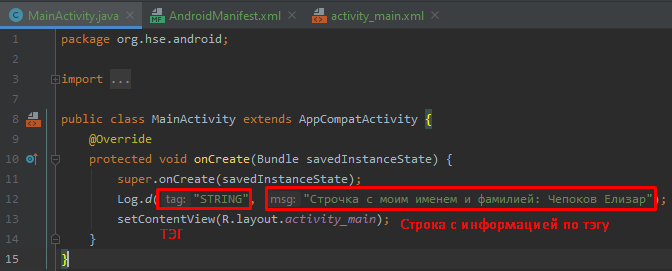 MainActivity.java × AndroidManifest.xml × activity_main.xml ×
1 package org.hse.android;
2
3 import ...
7
8 public class MainActivity extends AppCompatActivity {
9 @Override
10 protected void onCreate(Bundle savedInstanceState) {
11 super.onCreate(savedInstanceState);
12 Log.d( tag: "STRING", msg: "Строчка с моим именем и фамилией: Чепоков Елизар");
13 setContentView(R.layout.activity_main);
ТЭГ Строка с информацией по тэгу
14 }
15 }